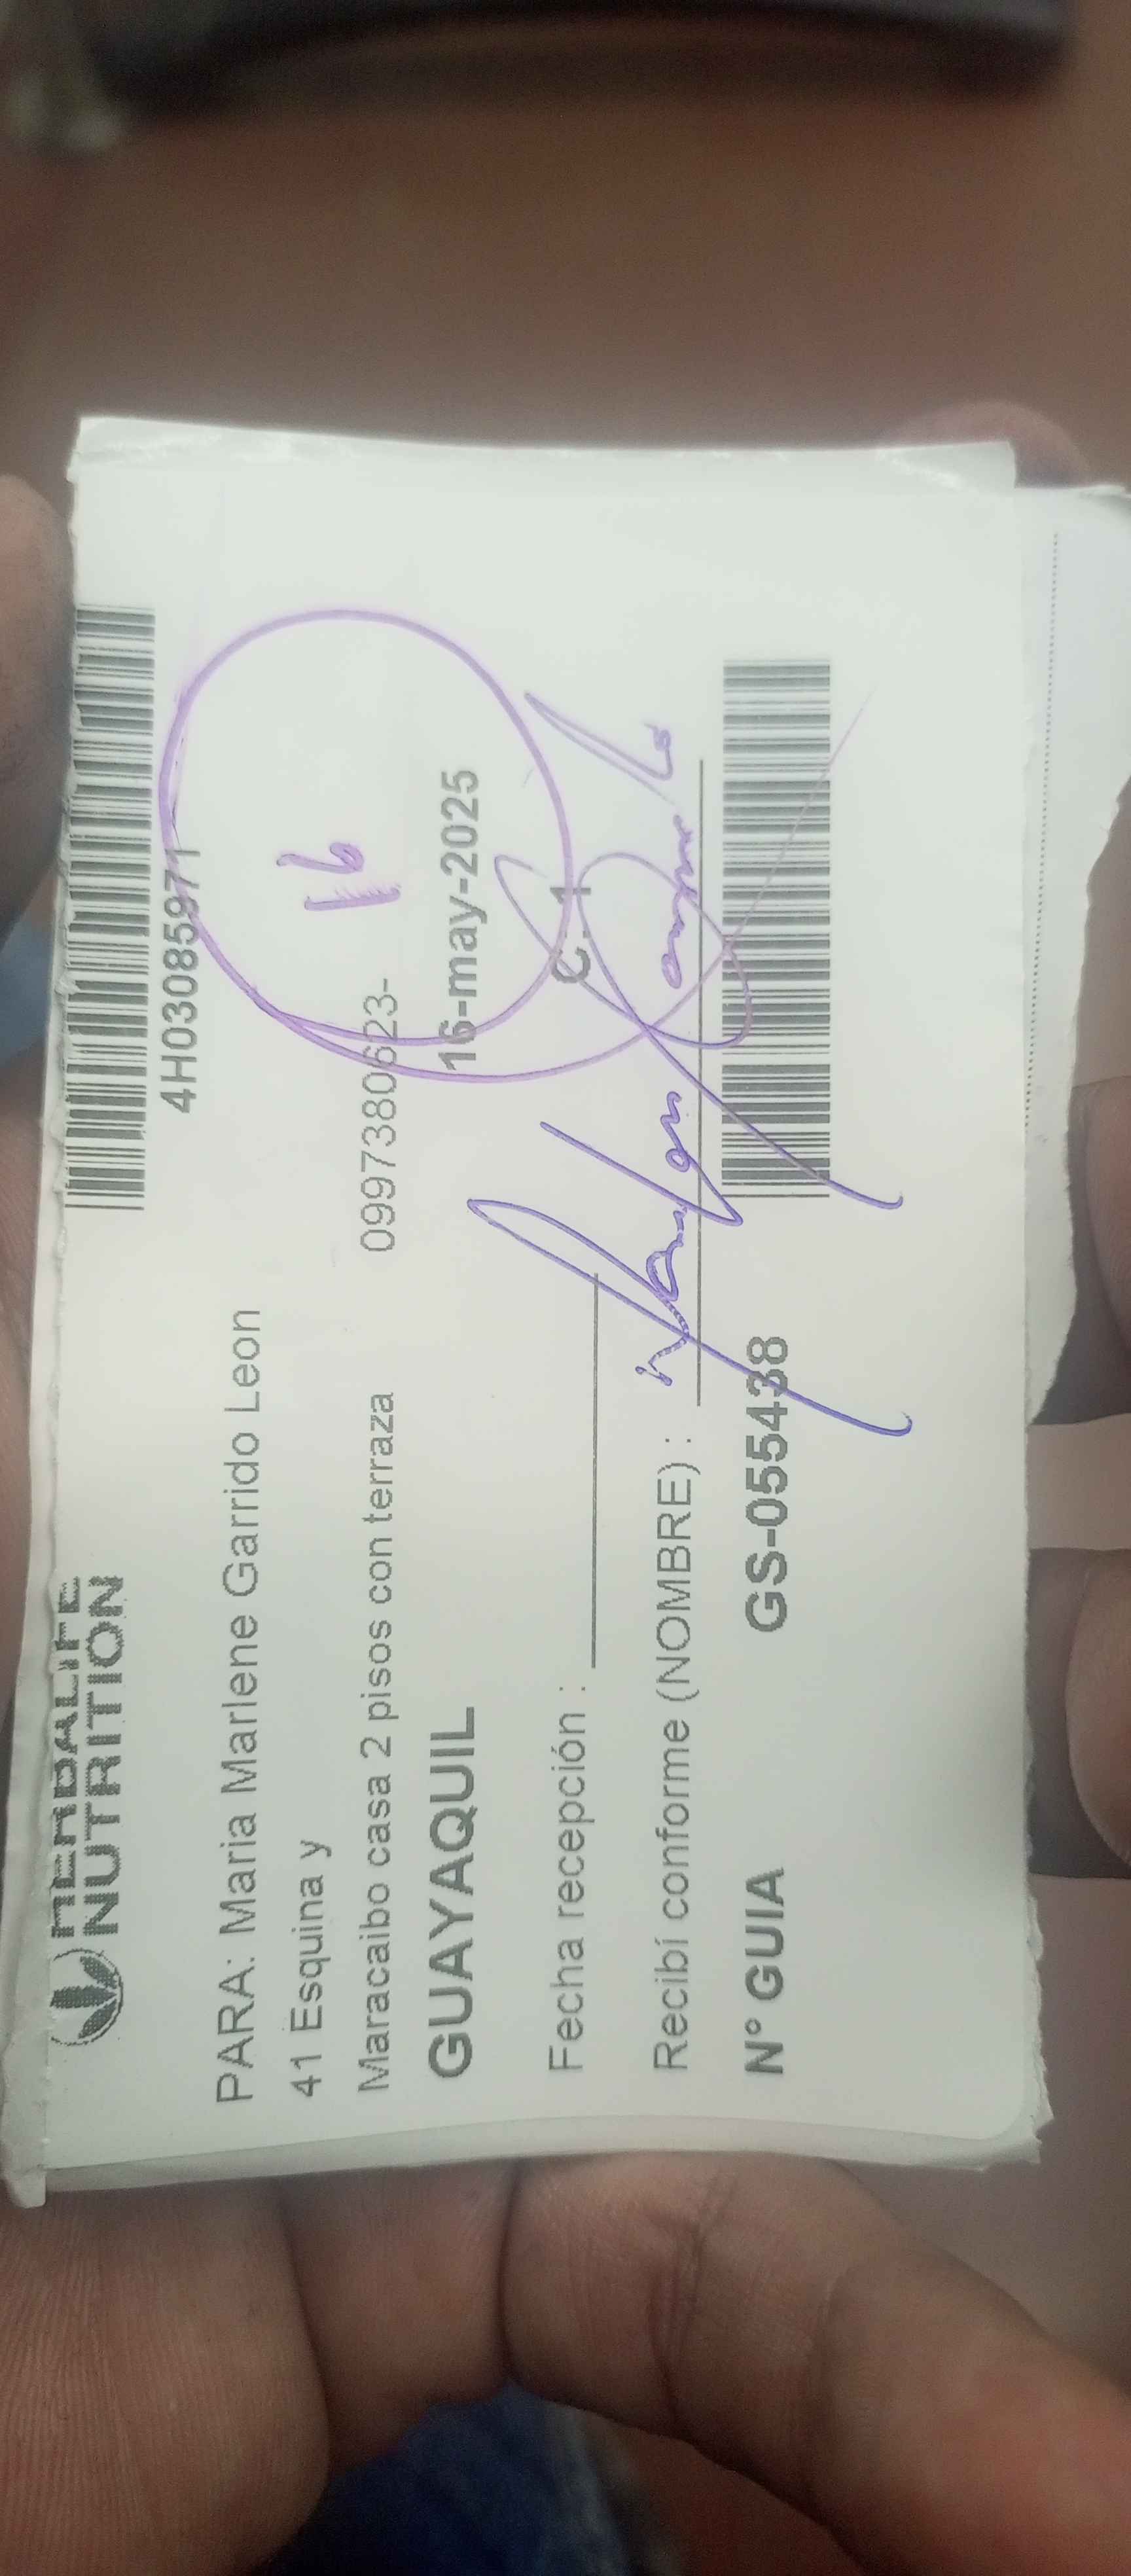 HERBALIFE
NUTRITION
4H03085971
PARA: Maria Marlene Garrido Leon
41 Esquina y
16
Maracaibo casa 2 pisos con terraza 0997380623-
GUAYAQUIL 16-may-2025
Fecha recepción : C: 1
Recibí conforme (NOMBRE) :
N° GUIA GS-055438